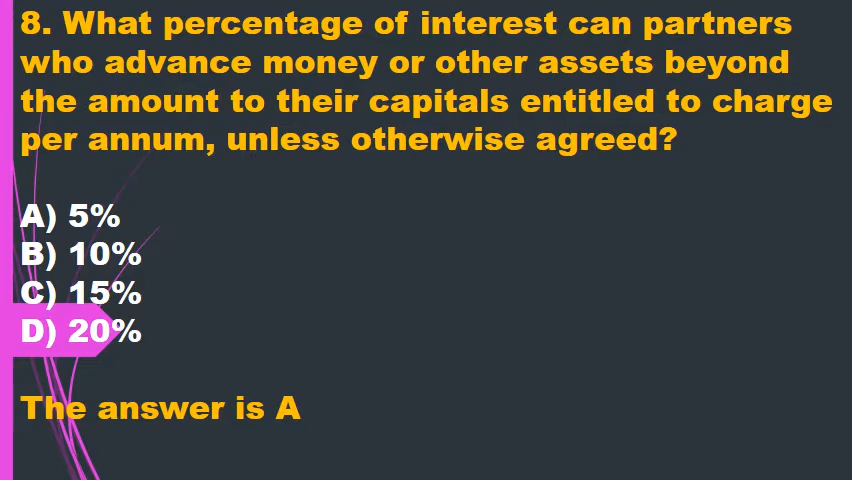 8. What percentage of interest can partners
who advance money or other assets beyond
the amount to their capitals entitled to charge
per annum, unless otherwise agreed?
A) 5%
B) 10%
C) 15%
D) 20%
The answer is A